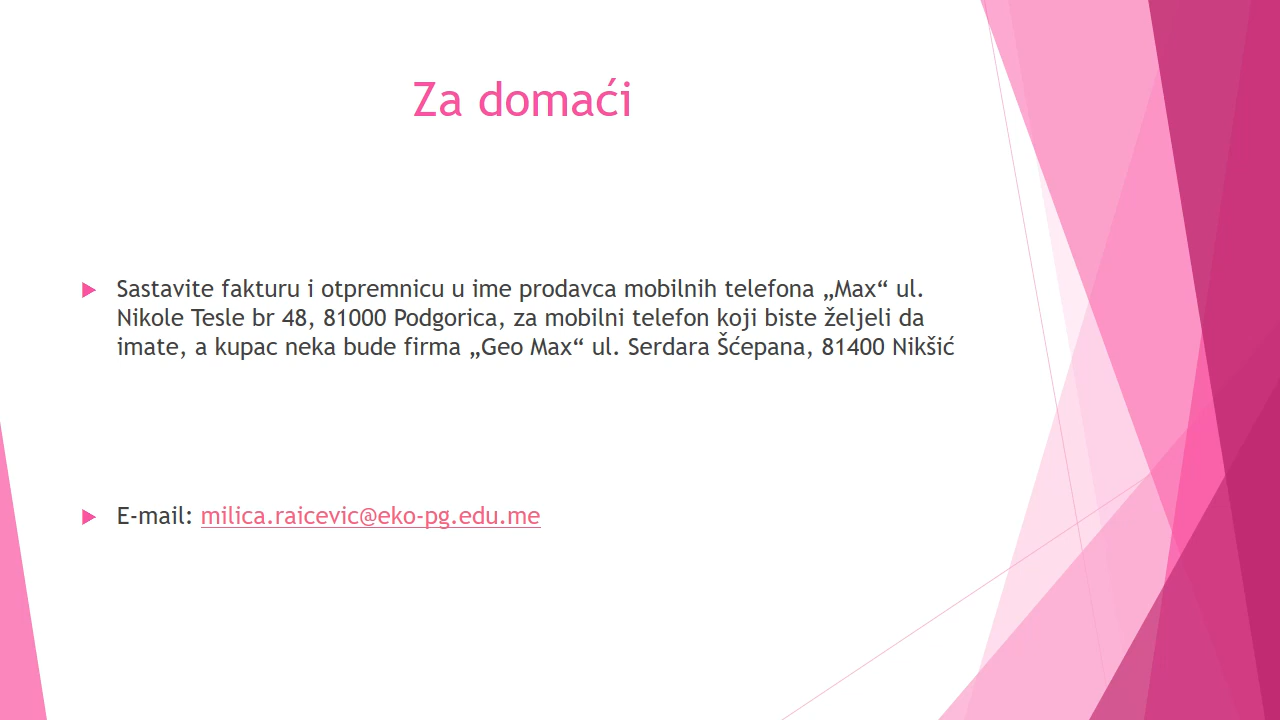 Za domaći
Sastavite fakturu i otpremnicu u ime prodavca mobilnih telefona „Max“ ul.
Nikole Tesle br 48, 81000 Podgorica, za mobilni telefon koji biste željeli da
imate, a kupac neka bude firma „Geo Max“ ul. Serdara Šćepana, 81400 Nikšić
E-mail: milica.raicevic@eko-pg.edu.me